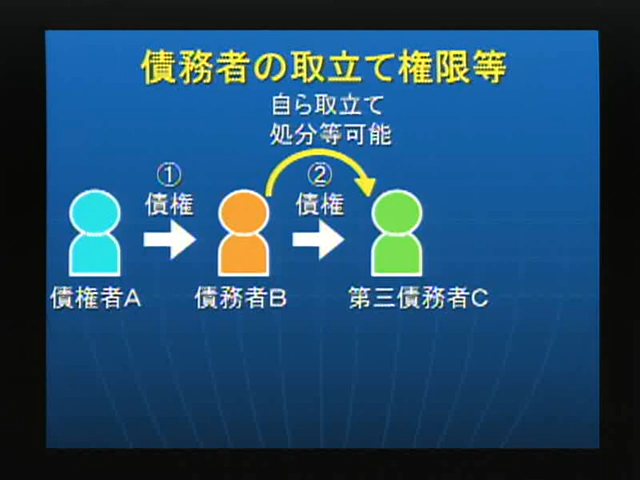 債務者の取立て権限等
自ら取立て
処分等可能
① ②
債権 債権
債権者A 債務者B 第三債務者C